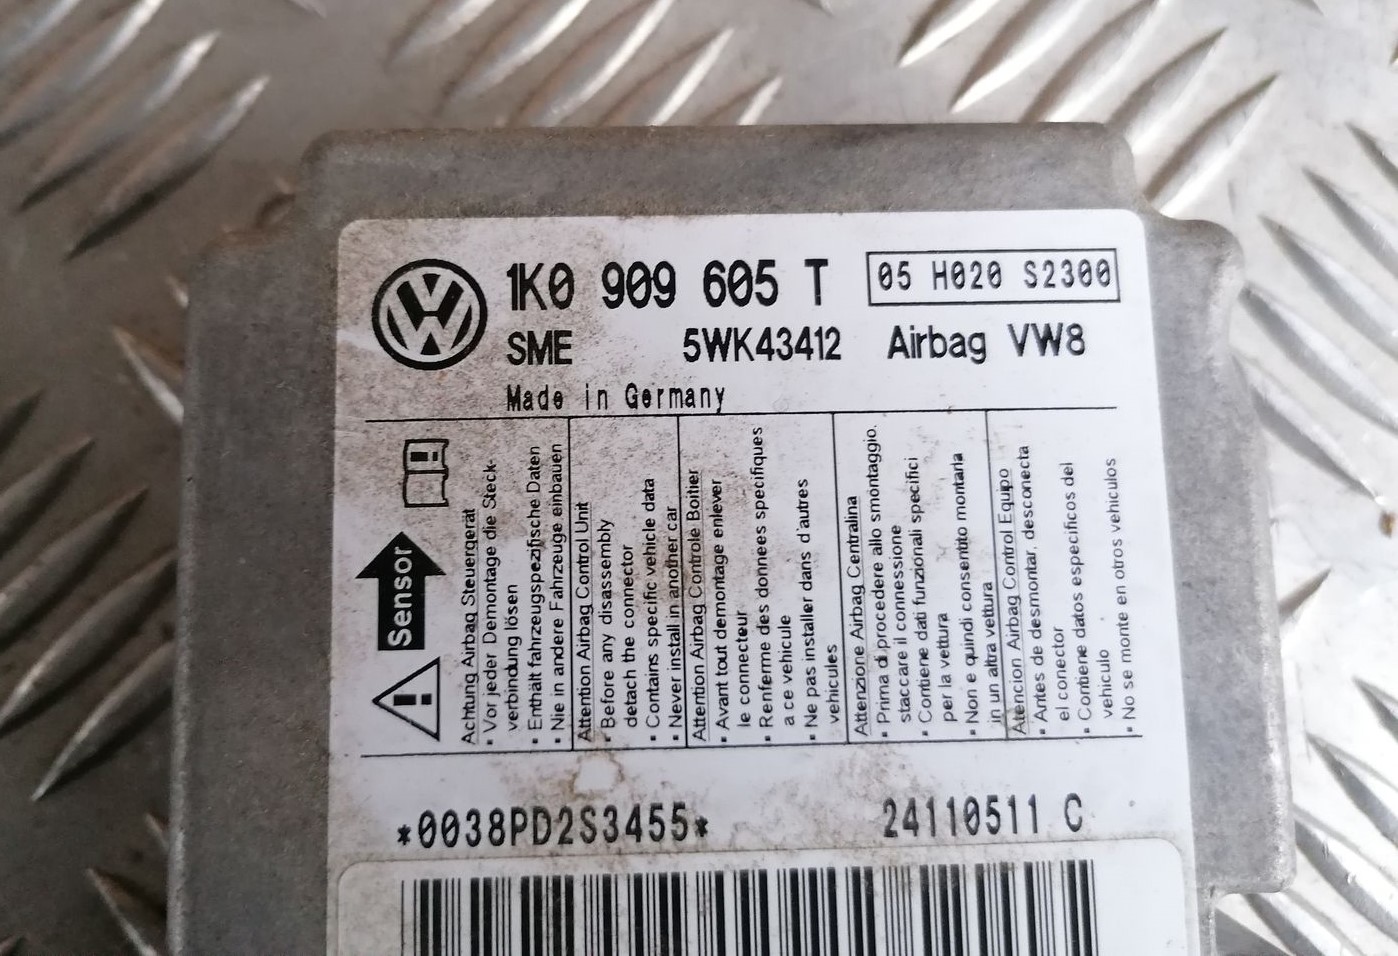 1K0 909 605 T
05 H020 S2300
SME 5WK43412 Airbag VW8
Made in Germany
Sensor
Achtung Airbag Steuergerät
▪ Vor jeder Demontage die Steck-
verbindung lösen
▪ Enthält fahrzeugspezifische Daten
▪ Nie in andere Fahrzeuge einbauen
Attention Airbag Control Unit
▪ Before any disassembly
detach the connector
▪ Contains specific vehicle data
▪ Never install in another car
Attention Airbag Controle Boitier
▪ Avant tout demontage enlever
le connecteur
▪ Renferme des donnees specifiques
a ce vehicule
▪ Ne pas installer dans d'autres
vehicules
Attenzione Airbag Centralina
▪ Prima di procedere allo smontaggio.
staccare il connessione
▪ Contiene dati funzionali specifici
per la vettura
▪ Non e quindi consentito montarla
in un altra vettura
Atencion Airbag Control Equipo
▪ Antes de desmontar, desconecta
el conector
▪ Contiene datos especificos del
vehiculo
▪ No se monte en otros vehiculos
*0038PD2S3455* 24110511 C